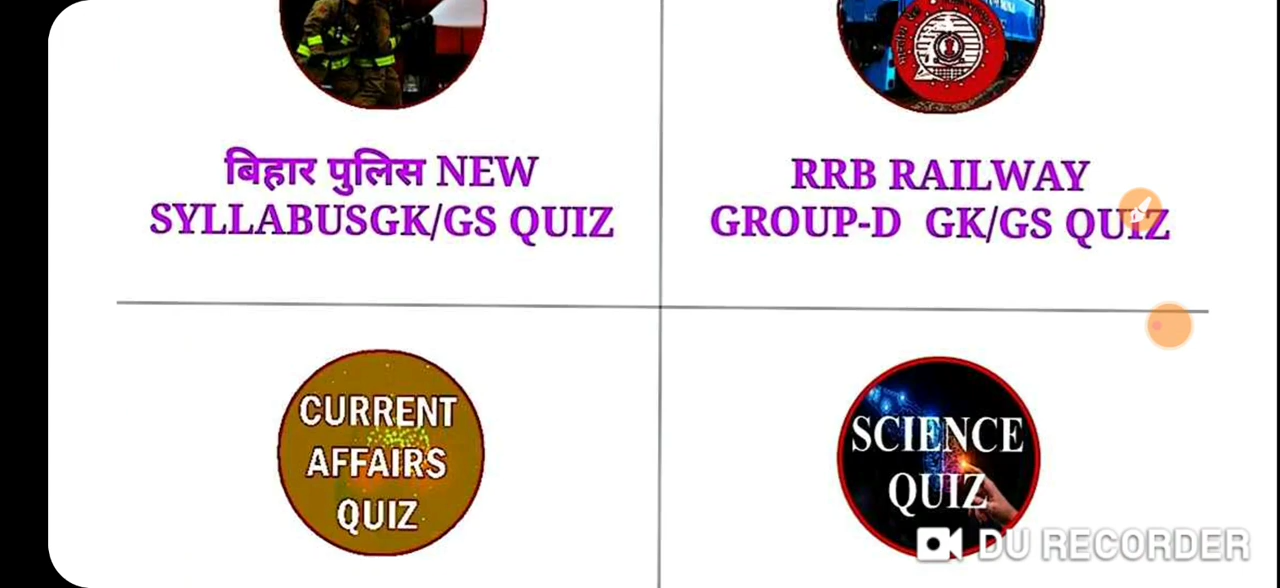 बिहार पुलिस NEW
SYLLABUSGK/GS QUIZ
RRB RAILWAY
GROUP-D GK/GS QUIZ
CURRENT
AFFAIRS
QUIZ
SCIENCE
QUIZ
DU RECORDER